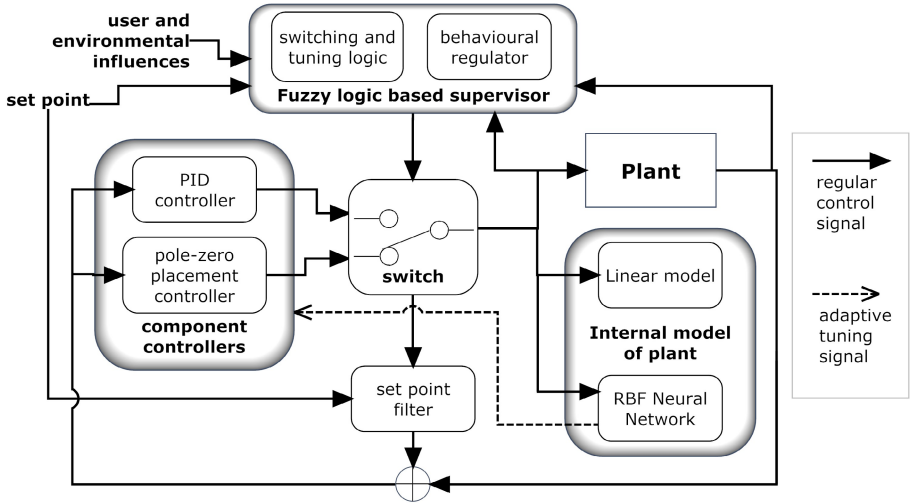 user and
environmental
influences
set point
switching and
tuning logic
behavioural
regulator
Fuzzy logic based supervisor
PID
controller
pole-zero
placement
controller
component
controllers
switch
Plant
Linear model
Internal model
of plant
RBF Neural
Network
set point
filter
regular
control
signal
adaptive
tuning
signal